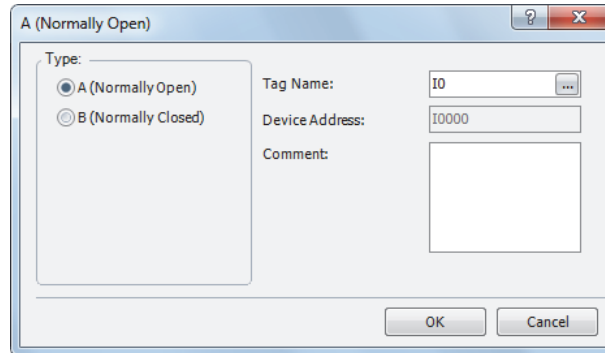 A (Normally Open)
Type:
A (Normally Open)
B (Normally Closed)
Tag Name:
I0
...
Device Address:
I0000
Comment:
OK
Cancel